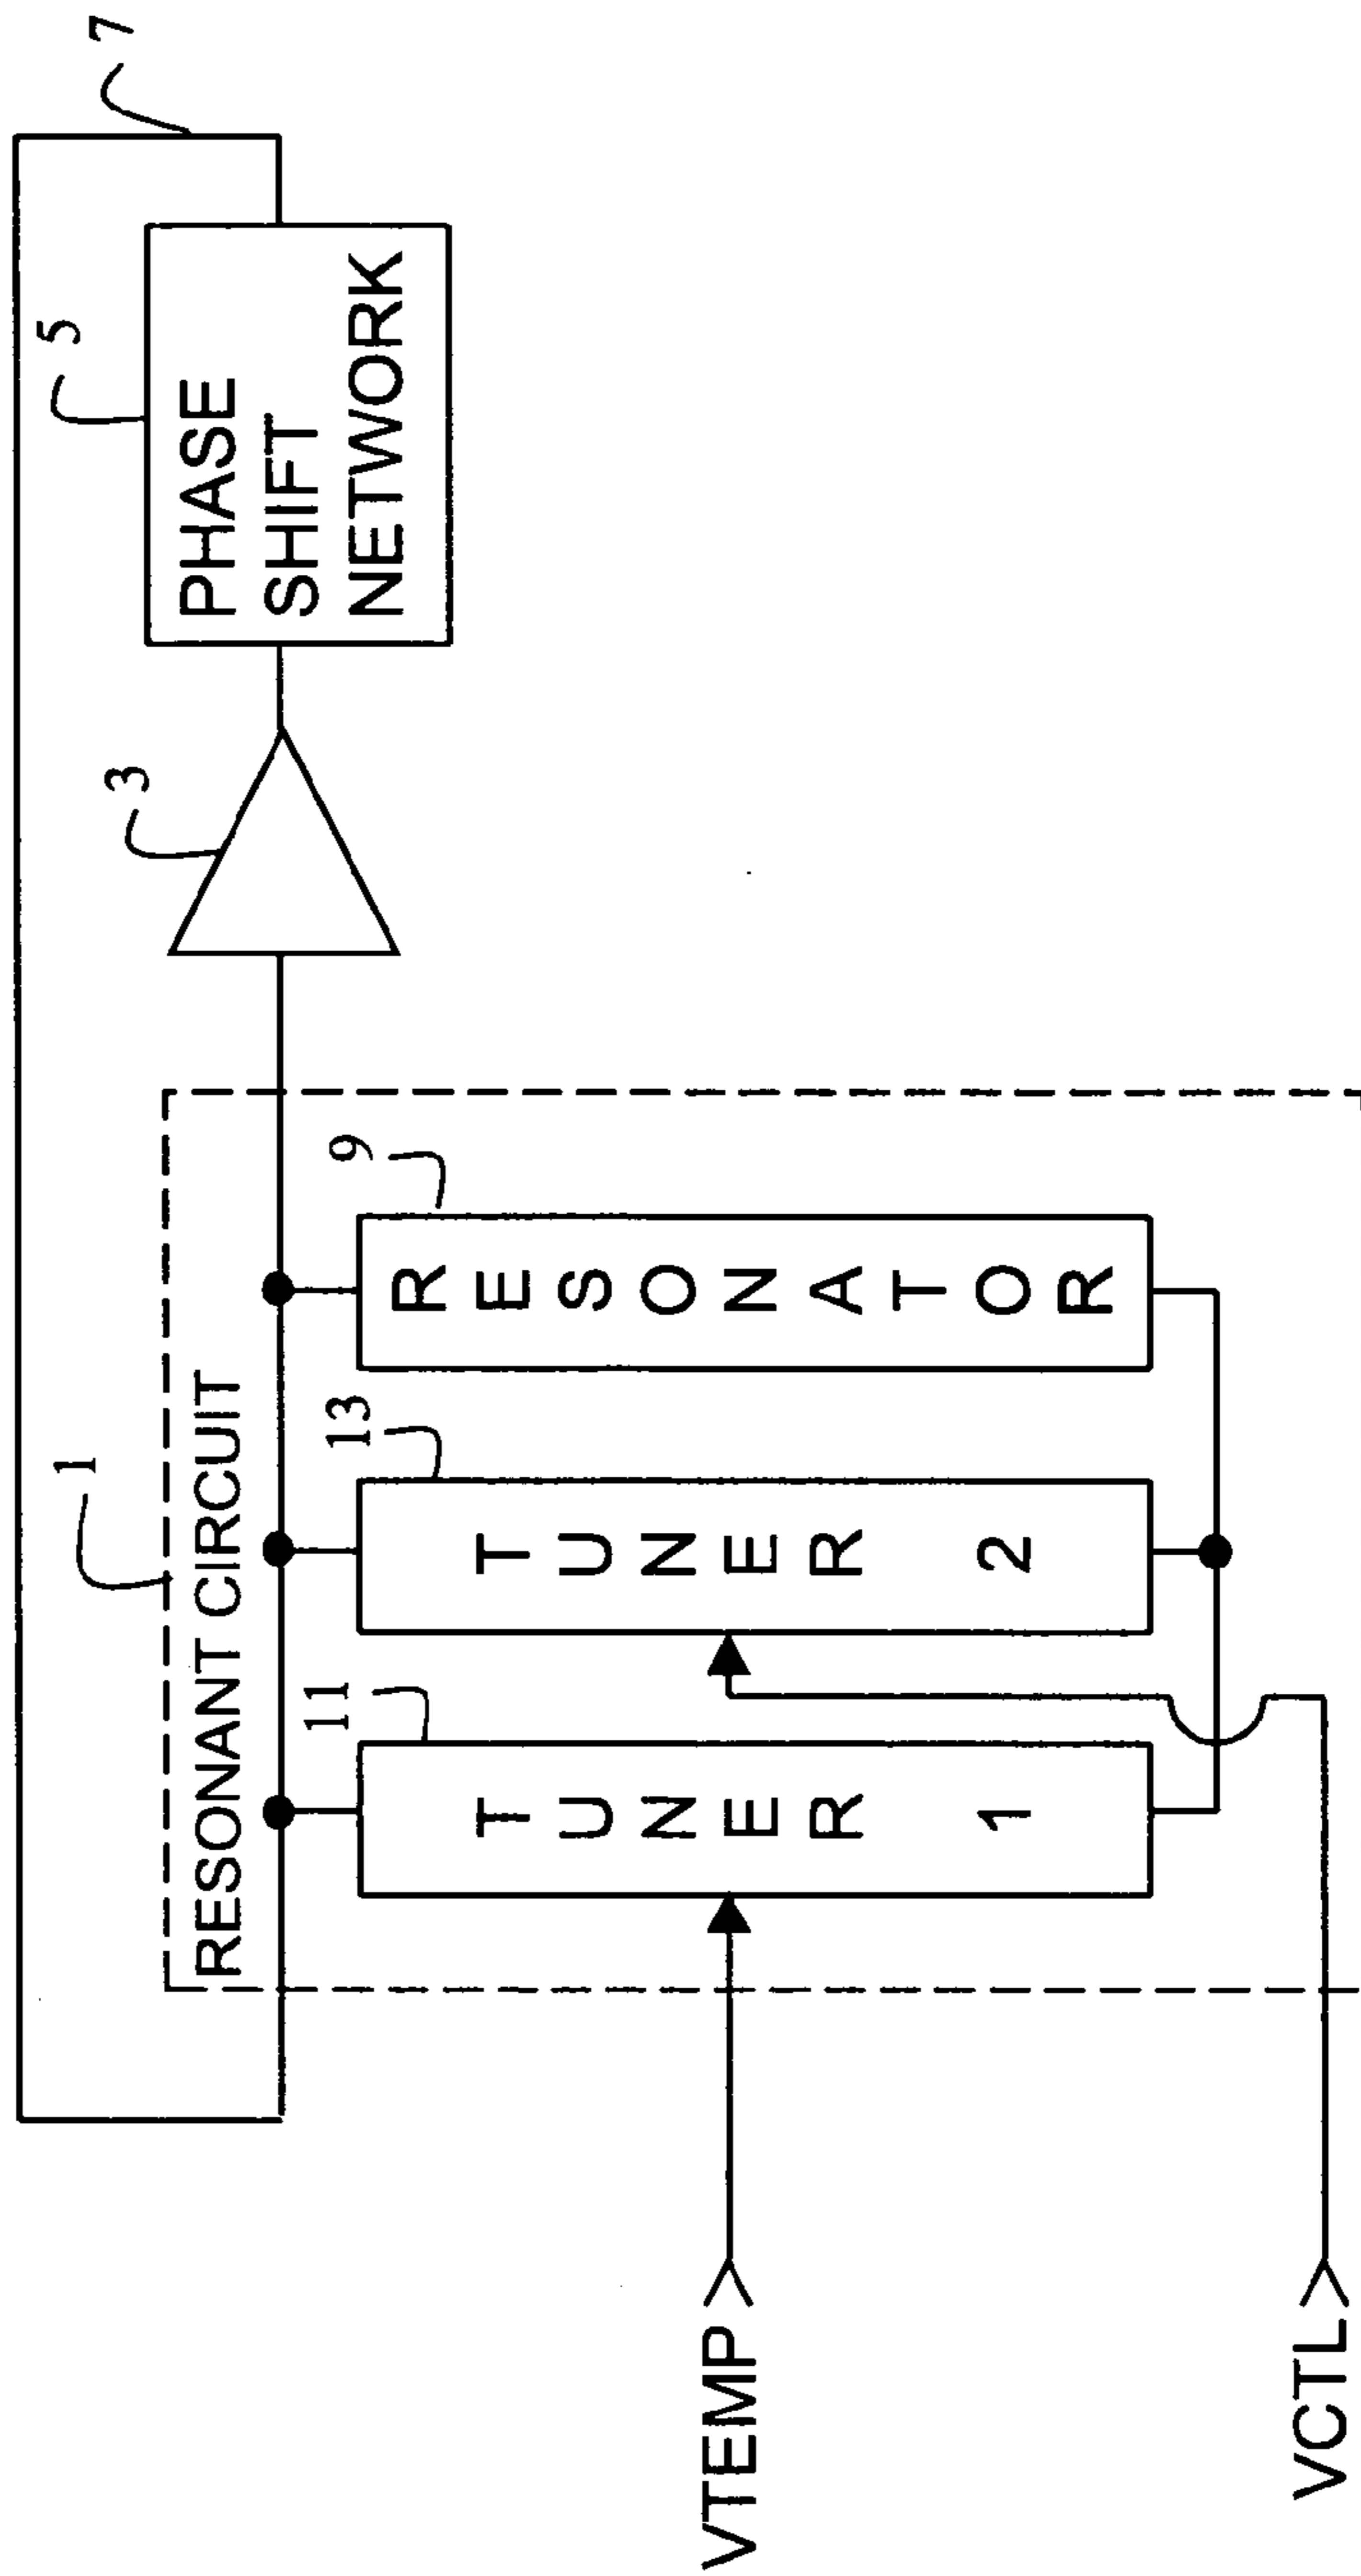 7
5
PHASE
SHIFT
NETWORK
3
1
RESONANT CIRCUIT
11
13
9
TUNER 1
TUNER 2
RESONATOR
VTEMP
VCTL